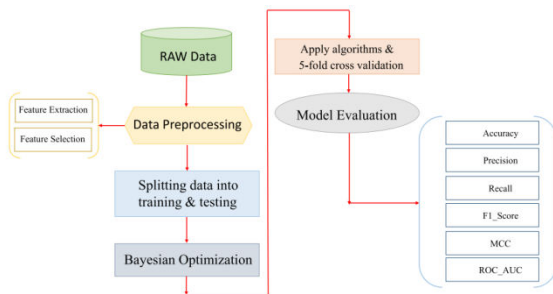 RAW Data
Feature Extraction
Feature Selection
Data Preprocessing
Splitting data into
training & testing
Bayesian Optimization
Apply algorithms &
5-fold cross validation
Model Evaluation
Accuracy
Precision
Recall
F1_Score
MCC
ROC_AUC